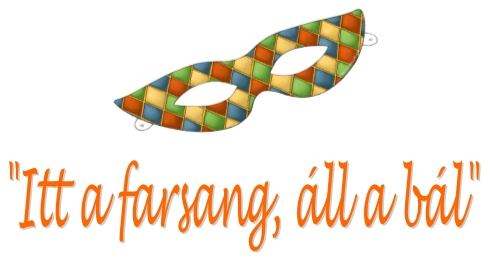 "Itt a farsang, áll a bál"